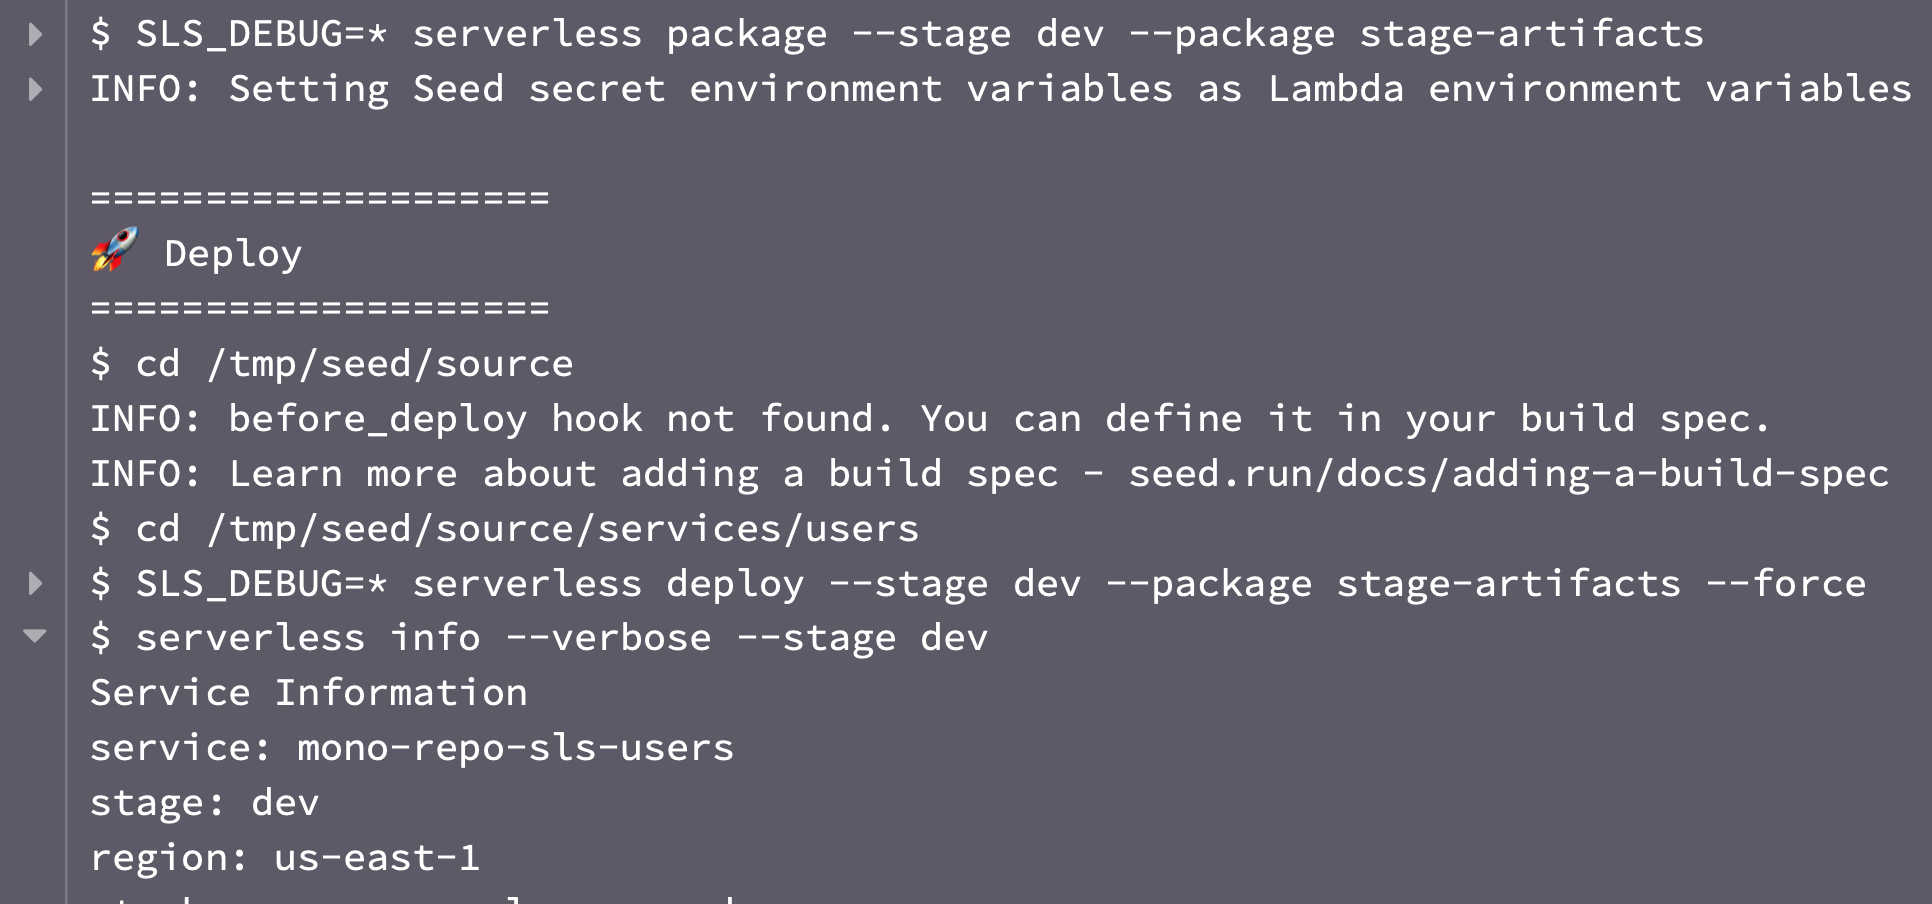 $ SLS_DEBUG=* serverless package --stage dev --package stage-artifacts
INFO: Setting Seed secret environment variables as Lambda environment variables
====================
🚀 Deploy
====================
$ cd /tmp/seed/source
INFO: before_deploy hook not found. You can define it in your build spec.
INFO: Learn more about adding a build spec - seed.run/docs/adding-a-build-spec
$ cd /tmp/seed/source/services/users
$ SLS_DEBUG=* serverless deploy --stage dev --package stage-artifacts --force
$ serverless info --verbose --stage dev
Service Information
service: mono-repo-sls-users
stage: dev
region: us-east-1